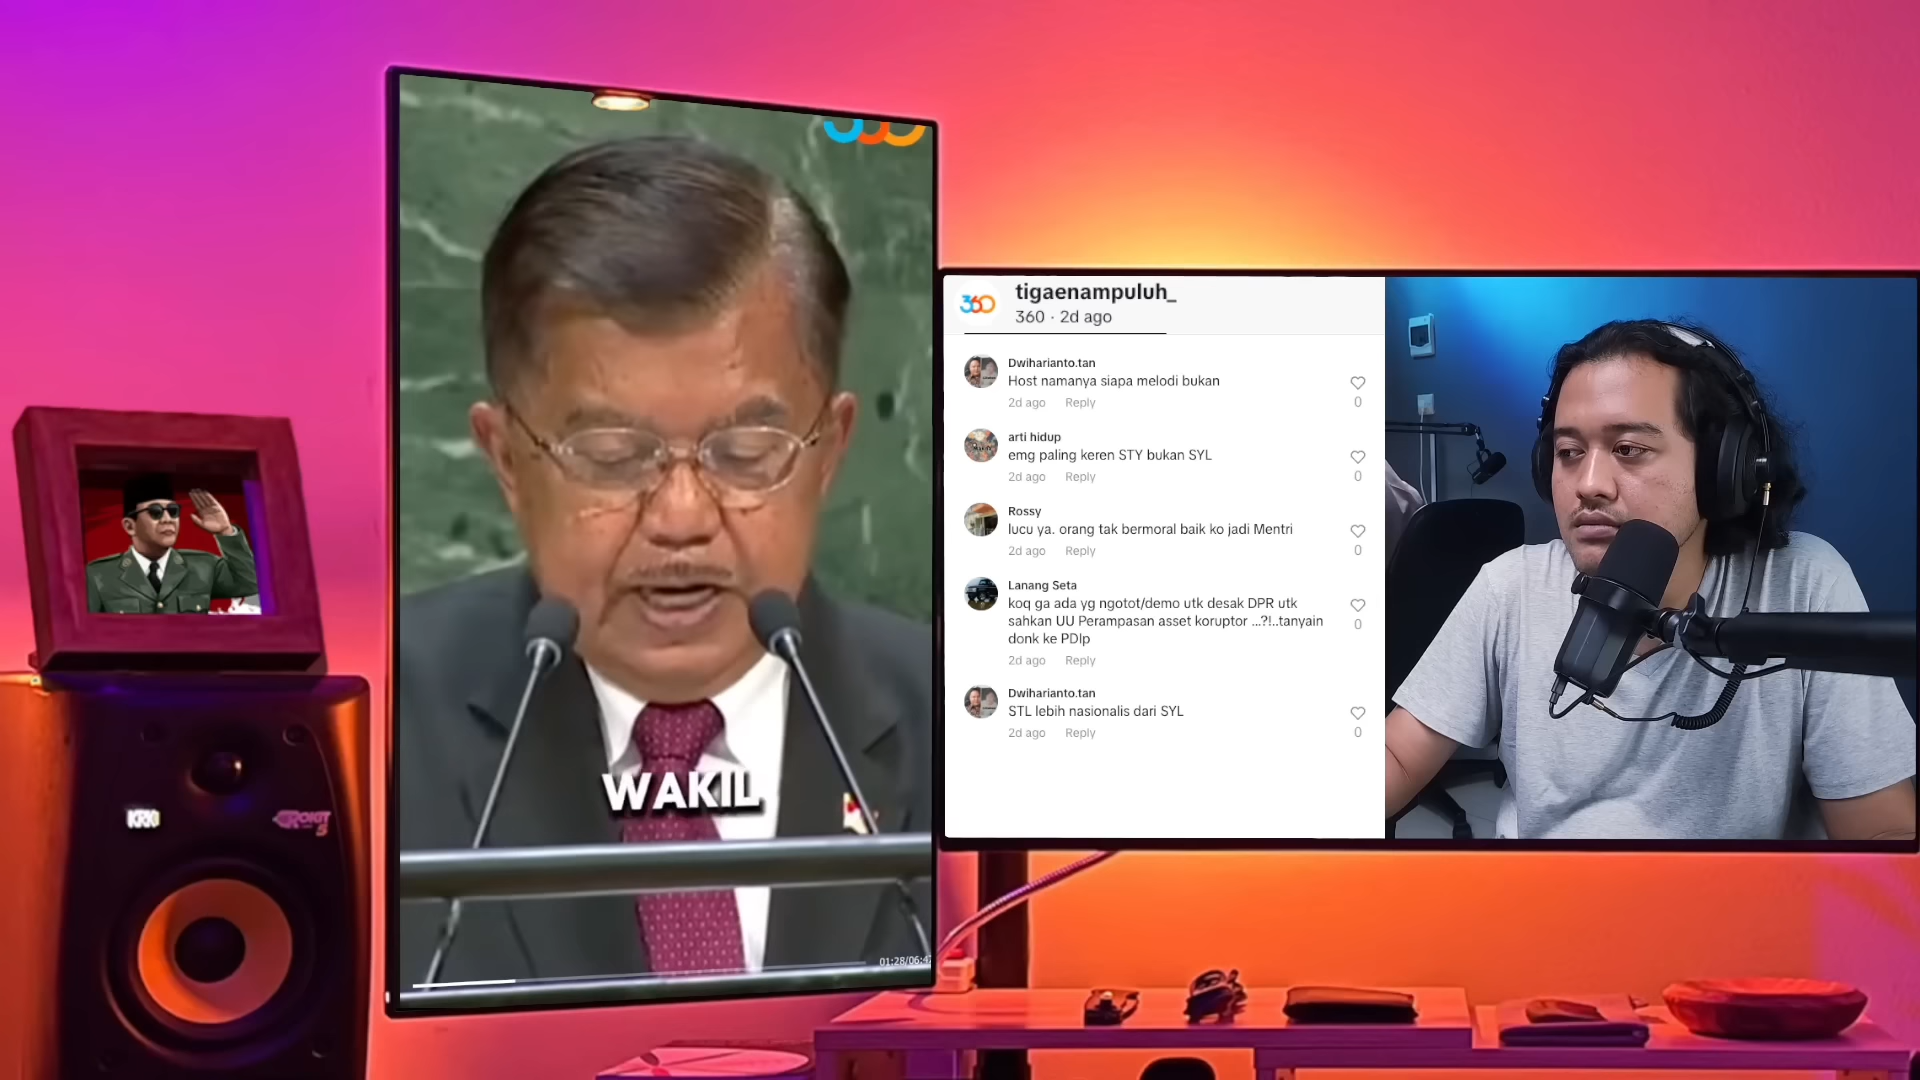 360
WAKIL
01:28/06:47
KRK
ROKIT 5
360
tigaenampuluh_
360 · 2d ago
Dwiharianto.tan
Host namanya siapa melodi bukan
2d ago Reply
0
arti hidup
emg paling keren STY bukan SYL
2d ago Reply
0
Rossy
lucu ya. orang tak bermoral baik ko jadi Mentri
2d ago Reply
0
Lanang Seta
koq ga ada yg ngotot/demo utk desak DPR utk
sahkan UU Perampasan asset koruptor ...?!..tanyain
donk ke PDIp
2d ago Reply
0
Dwiharianto.tan
STL lebih nasionalis dari SYL
2d ago Reply
0